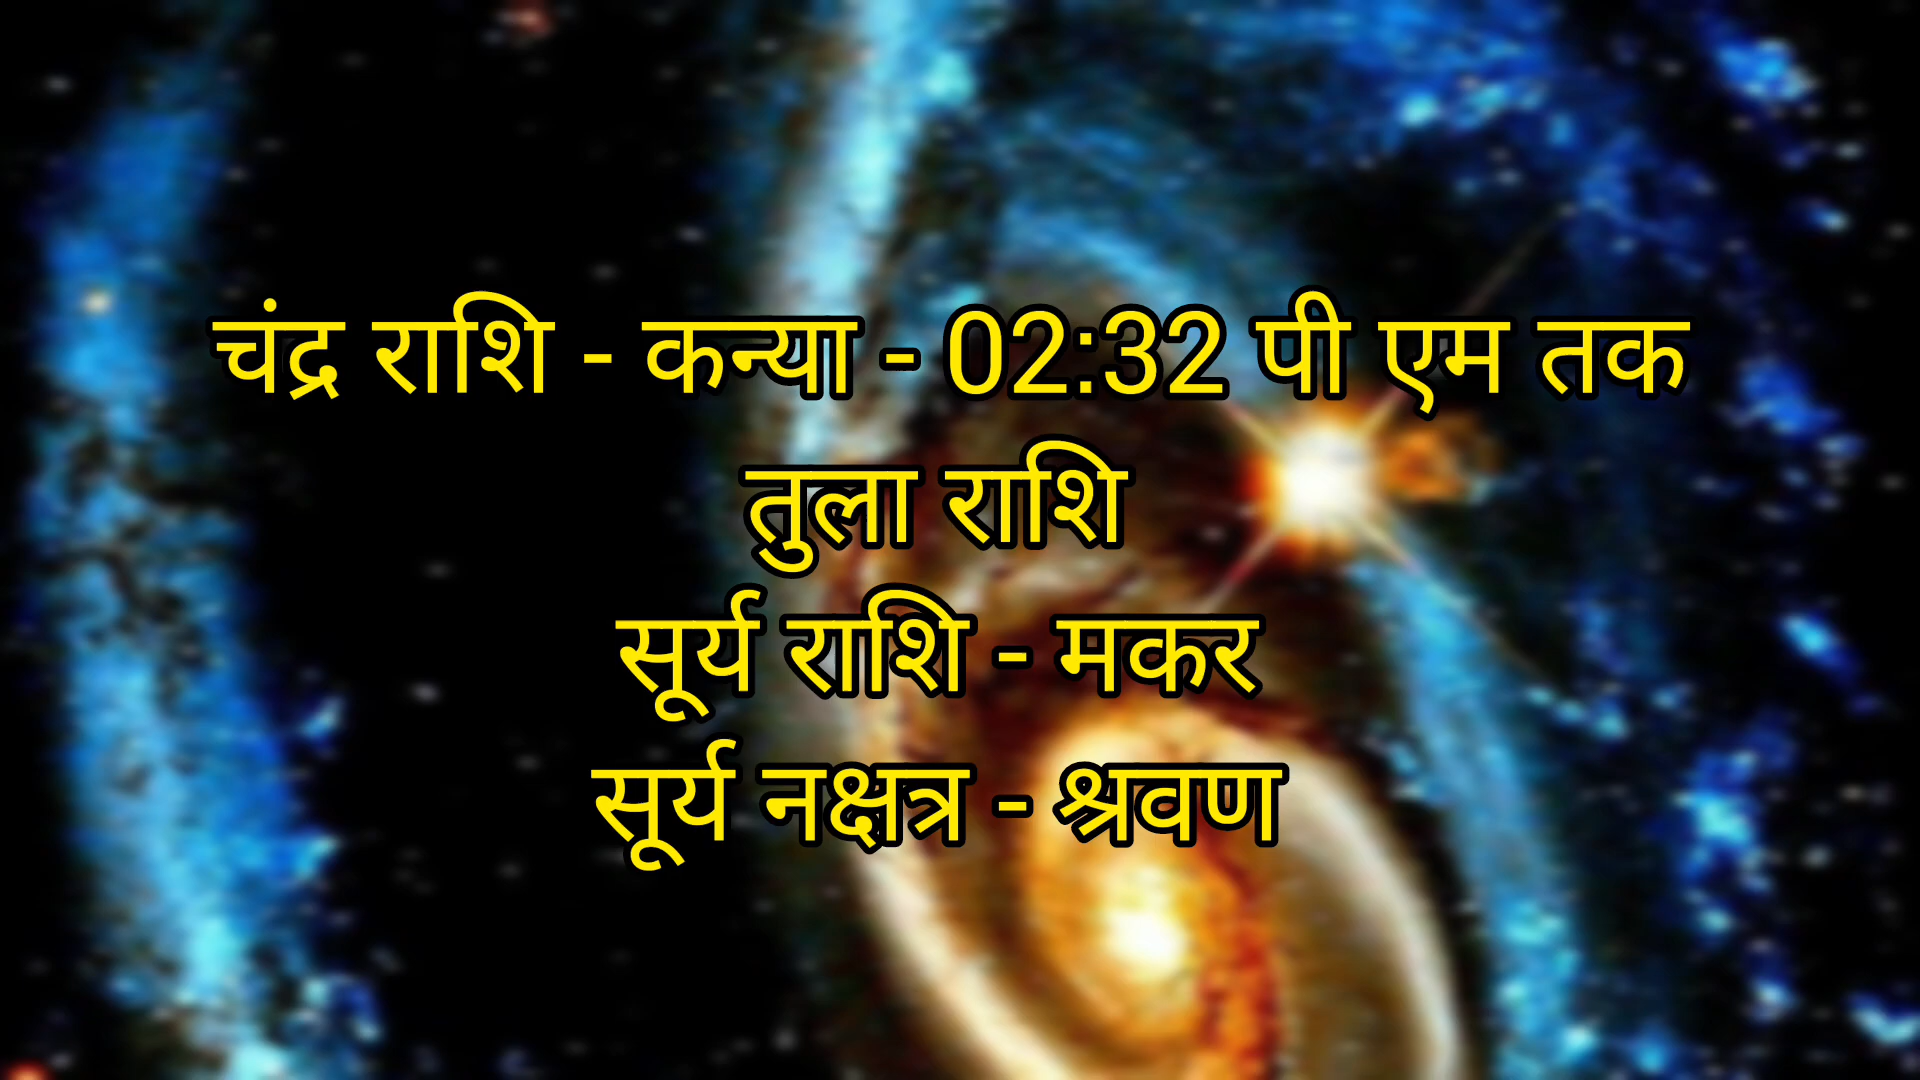 चंद्र राशि - कन्या - 02:32 पी एम तक
तुला राशि
सूर्य राशि - मकर
सूर्य नक्षत्र - श्रवण